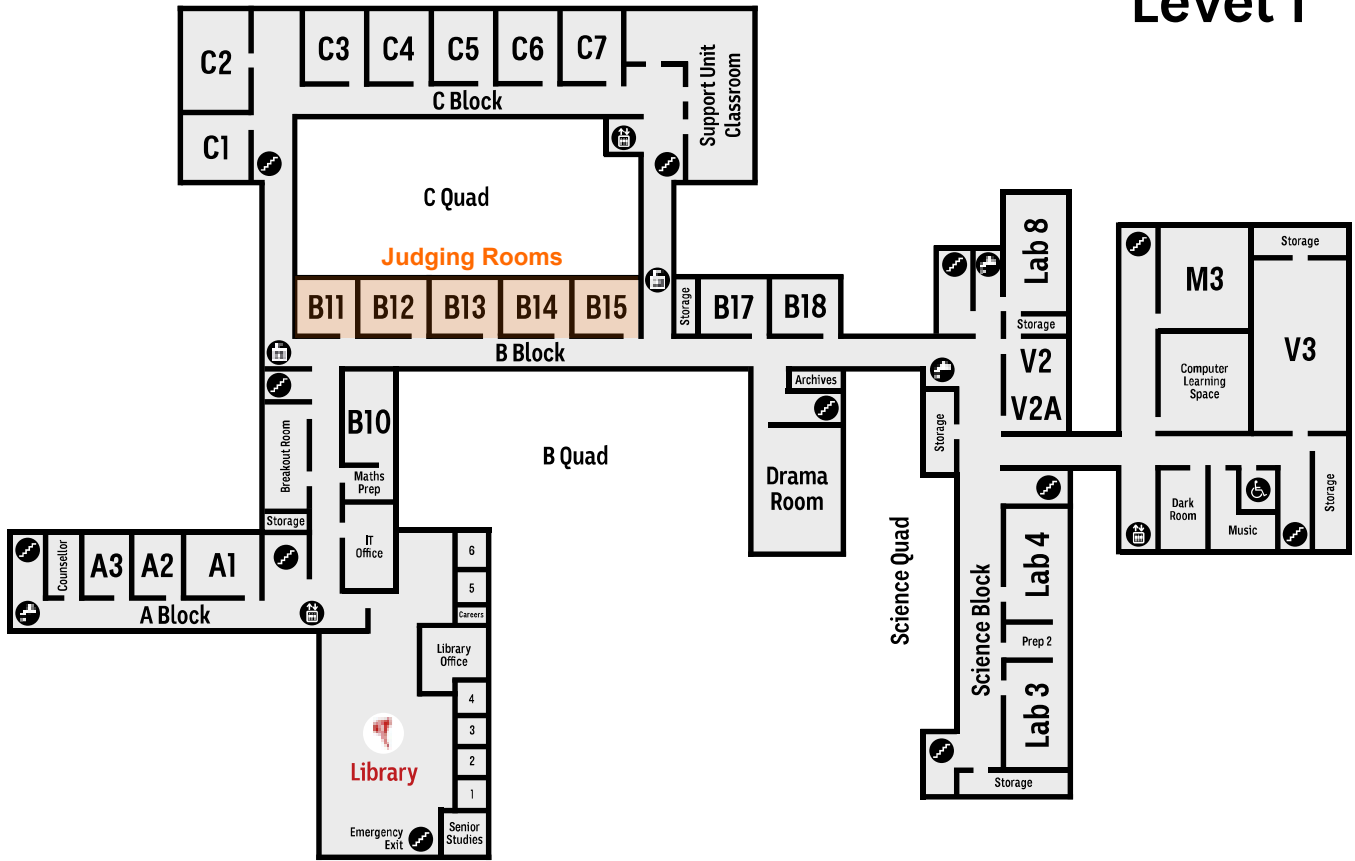 Level 1
C2
C3
C4
C5
C6
C7
Support Unit
Classroom
C Block
C1
C Quad
Judging Rooms
B11
B12
B13
B14
B15
Storage
B17
B18
B Block
Lab 8
Storage
V2
V2A
M3
Storage
V3
Computer
Learning
Space
Archives
Drama
Room
Storage
B10
Maths
Prep
Breakout Room
Storage
IT
Office
B Quad
Science Quad
Science Block
Lab 4
Prep 2
Lab 3
Storage
Dark
Room
Music
Storage
Counsellor
A3
A2
A1
A Block
6
5
Careers
Library
Office
4
3
2
1
Library
Emergency
Exit
Senior
Studies